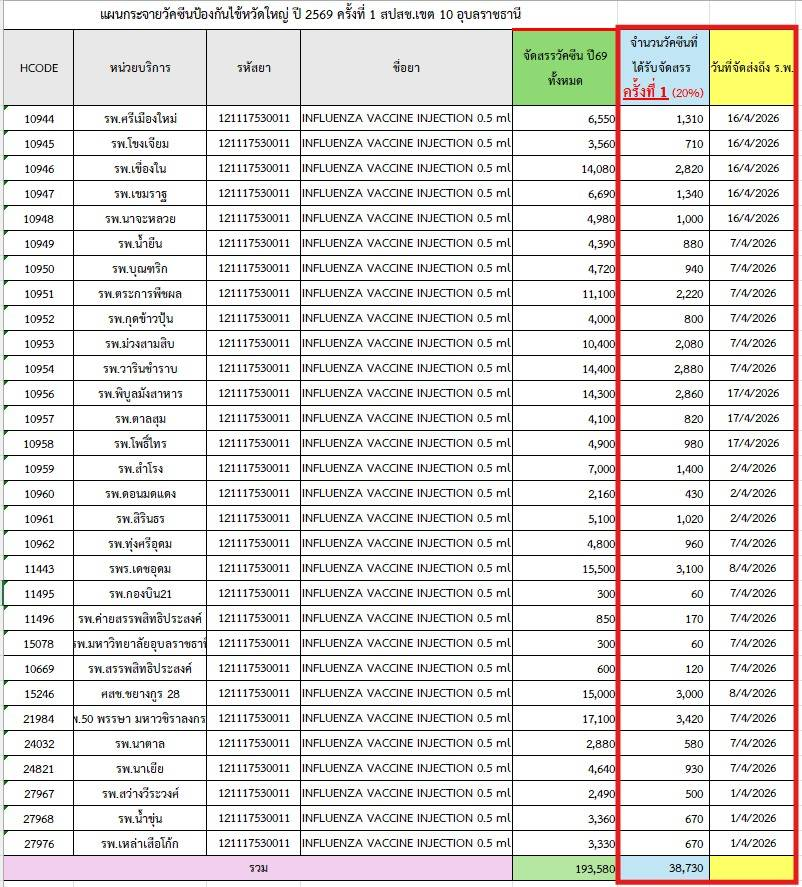 แผนกระจายวัคซีนป้องกันไข้หวัดใหญ่ ปี 2569 ครั้งที่ 1 สปสช.เขต 10 อุบลราชธานี
HCODE หน่วยบริการ รหัสยา ชื่อยา จัดสรรวัคซีน ปี69 ทั้งหมด จำนวนวัคซีนที่ได้รับจัดสรร ครั้งที่ 1 (20%) วันที่จัดส่งถึง ร.พ.
10944 รพ.ศรีเมืองใหม่ 121117530011 INFLUENZA VACCINE INJECTION 0.5 ml 6,550 1,310 16/4/2026
10945 รพ.โขงเจียม 121117530011 INFLUENZA VACCINE INJECTION 0.5 ml 3,560 710 16/4/2026
10946 รพ.เขื่องใน 121117530011 INFLUENZA VACCINE INJECTION 0.5 ml 14,080 2,820 16/4/2026
10947 รพ.เขมราฐ 121117530011 INFLUENZA VACCINE INJECTION 0.5 ml 6,690 1,340 16/4/2026
10948 รพ.นาจะหลวย 121117530011 INFLUENZA VACCINE INJECTION 0.5 ml 4,980 1,000 16/4/2026
10949 รพ.น้ำยืน 121117530011 INFLUENZA VACCINE INJECTION 0.5 ml 4,390 880 7/4/2026
10950 รพ.บุณฑริก 121117530011 INFLUENZA VACCINE INJECTION 0.5 ml 4,720 940 7/4/2026
10951 รพ.ตระการพืชผล 121117530011 INFLUENZA VACCINE INJECTION 0.5 ml 11,100 2,220 7/4/2026
10952 รพ.กุดข้าวปุ้น 121117530011 INFLUENZA VACCINE INJECTION 0.5 ml 4,000 800 7/4/2026
10953 รพ.ม่วงสามสิบ 121117530011 INFLUENZA VACCINE INJECTION 0.5 ml 10,400 2,080 7/4/2026
10954 รพ.วารินชำราบ 121117530011 INFLUENZA VACCINE INJECTION 0.5 ml 14,400 2,880 7/4/2026
10956 รพ.พิบูลมังสาหาร 121117530011 INFLUENZA VACCINE INJECTION 0.5 ml 14,300 2,860 17/4/2026
10957 รพ.ตาลสุม 121117530011 INFLUENZA VACCINE INJECTION 0.5 ml 4,100 820 17/4/2026
10958 รพ.โพธิ์ไทร 121117530011 INFLUENZA VACCINE INJECTION 0.5 ml 4,900 980 17/4/2026
10959 รพ.สำโรง 121117530011 INFLUENZA VACCINE INJECTION 0.5 ml 7,000 1,400 2/4/2026
10960 รพ.ดอนมดแดง 121117530011 INFLUENZA VACCINE INJECTION 0.5 ml 2,160 430 2/4/2026
10961 รพ.สิรินธร 121117530011 INFLUENZA VACCINE INJECTION 0.5 ml 5,100 1,020 2/4/2026
10962 รพ.ทุ่งศรีอุดม 121117530011 INFLUENZA VACCINE INJECTION 0.5 ml 4,800 960 7/4/2026
11443 รพร.เดชอุดม 121117530011 INFLUENZA VACCINE INJECTION 0.5 ml 15,500 3,100 8/4/2026
11495 รพ.กองบิน21 121117530011 INFLUENZA VACCINE INJECTION 0.5 ml 300 60 7/4/2026
11496 รพ.ค่ายสรรพสิทธิประสงค์ 121117530011 INFLUENZA VACCINE INJECTION 0.5 ml 850 170 7/4/2026
15078 รพ.มหาวิทยาลัยอุบลราชธานี 121117530011 INFLUENZA VACCINE INJECTION 0.5 ml 300 60 7/4/2026
10669 รพ.สรรพสิทธิประสงค์ 121117530011 INFLUENZA VACCINE INJECTION 0.5 ml 600 120 7/4/2026
15246 ศสช.ชยางกูร 28 121117530011 INFLUENZA VACCINE INJECTION 0.5 ml 15,000 3,000 8/4/2026
21984 พ.50 พรรษา มหาวชิราลงกร 121117530011 INFLUENZA VACCINE INJECTION 0.5 ml 17,100 3,420 7/4/2026
24032 รพ.นาตาล 121117530011 INFLUENZA VACCINE INJECTION 0.5 ml 2,880 580 7/4/2026
24821 รพ.นาเยีย 121117530011 INFLUENZA VACCINE INJECTION 0.5 ml 4,640 930 7/4/2026
27967 รพ.สว่างวีระวงศ์ 121117530011 INFLUENZA VACCINE INJECTION 0.5 ml 2,490 500 1/4/2026
27968 รพ.น้ำขุ่น 121117530011 INFLUENZA VACCINE INJECTION 0.5 ml 3,360 670 1/4/2026
27976 รพ.เหล่าเสือโก้ก 121117530011 INFLUENZA VACCINE INJECTION 0.5 ml 3,330 670 1/4/2026
รวม 193,580 38,730